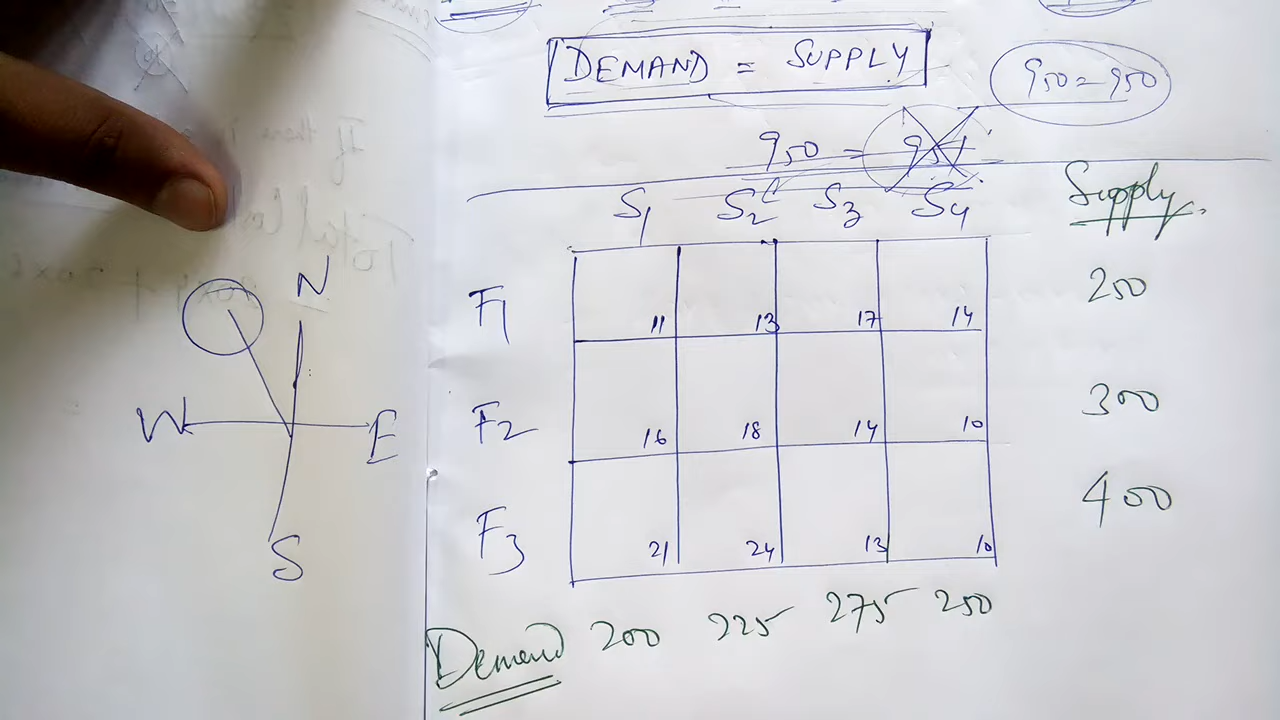 DEMAND = SUPPLY
950 = 950
950 = 951
S1 S2 S3 S4 Supply
F1 11 13 17 14 250
F2 16 18 14 10 300
F3 21 24 13 10 400
Demand 200 225 275 250
N
W E
S